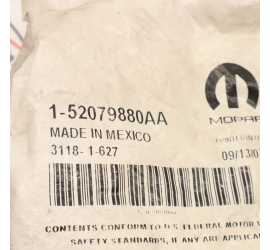 1-52079880AA
MADE IN MEXICO
3118- 1-627
MOPAR
09/13/0
CONTENTS CONFORM TO U.S. FEDERAL MOTOR
SAFETY STANDARDS, IF ANY ARE APPLICAB